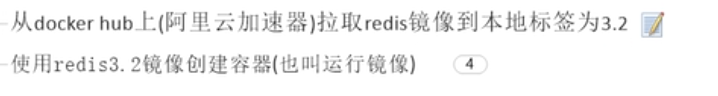 从docker hub上(阿里云加速器)拉取redis镜像到本地标签为3.2
使用redis3.2镜像创建容器(也叫运行镜像) 4